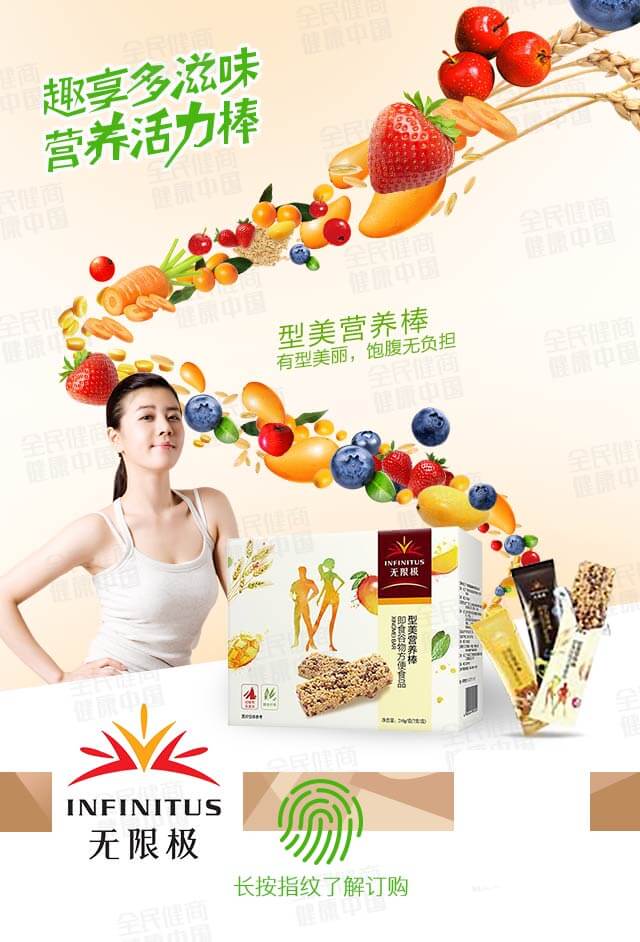 趣享多滋味
营养活力棒
型美营养棒
有型美丽，饱腹无负担
INFINITUS
无限极
型美营养棒
即食谷物方便食品
INFINITUS
无限极
长按指纹了解订购
全民健商
健康中国